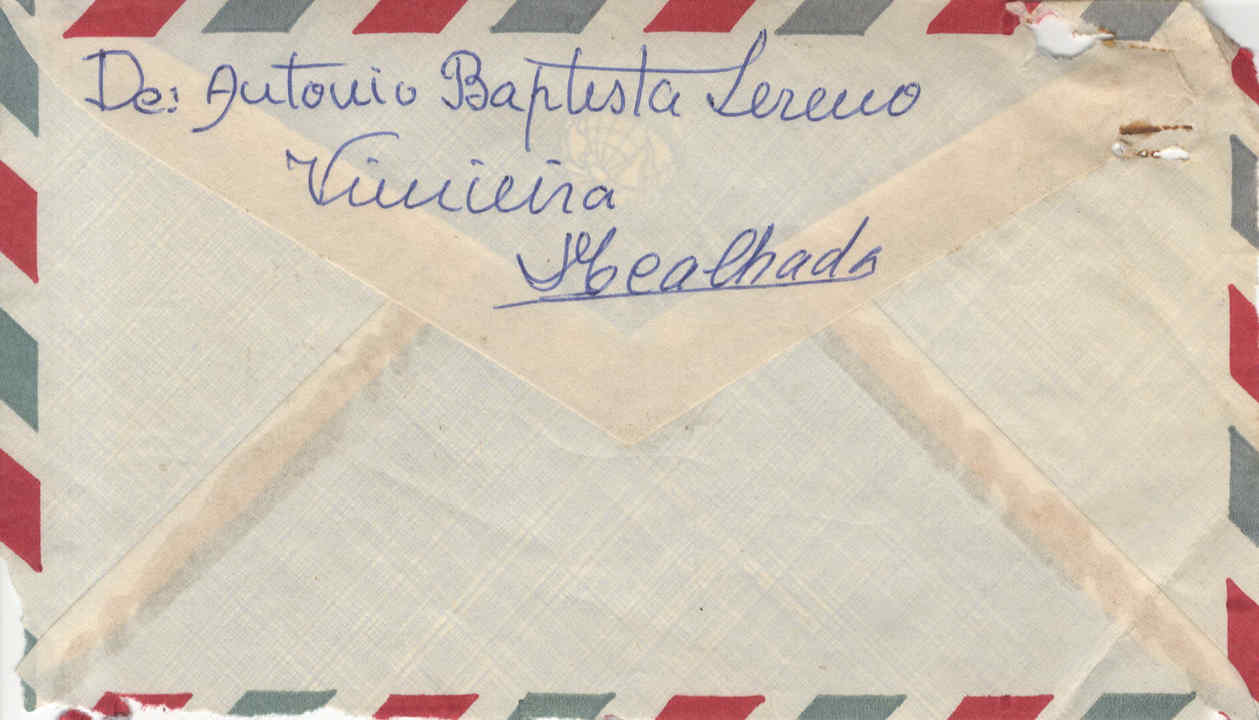 De: Antonio Baptista Sereno
Vimieira
Mealhada